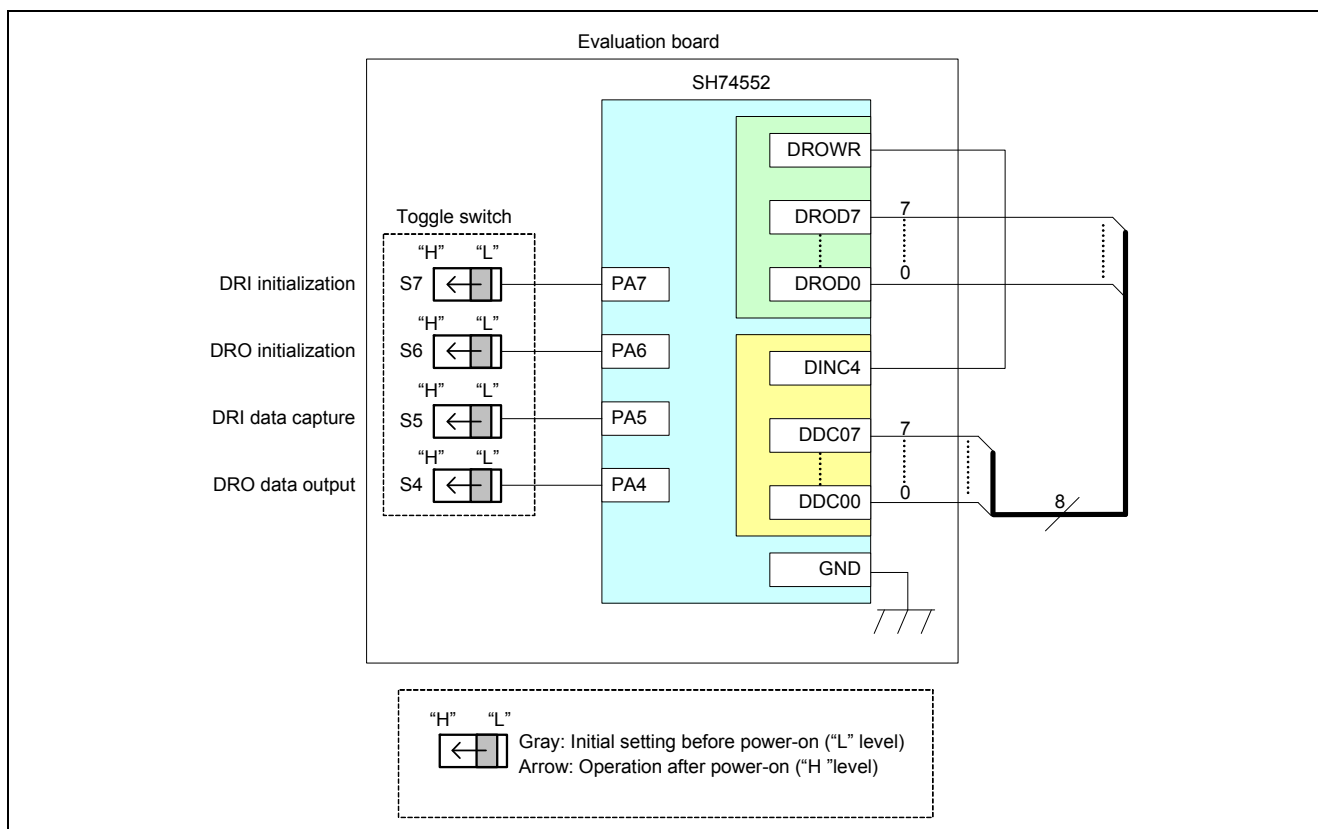 Evaluation board
SH74552
DROWR
Toggle switch
DROD7 7
"H" "L"
DRI initialization S7 PA7
DROD0 0
"H" "L"
DRO initialization S6 PA6
DINC4
"H" "L"
DRI data capture S5 PA5
DDC07 7
"H" "L"
DRO data output S4 PA4
DDC00 0
8
GND
"H" "L"
Gray: Initial setting before power-on ("L" level)
Arrow: Operation after power-on ("H "level)